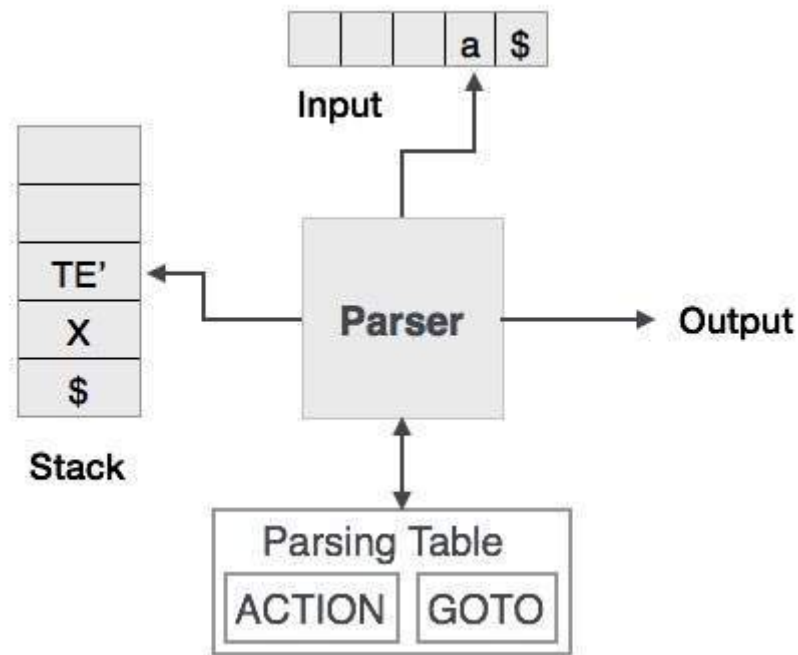 a $
Input
TE’
X
$
Stack
Parser
Output
Parsing Table
ACTION GOTO